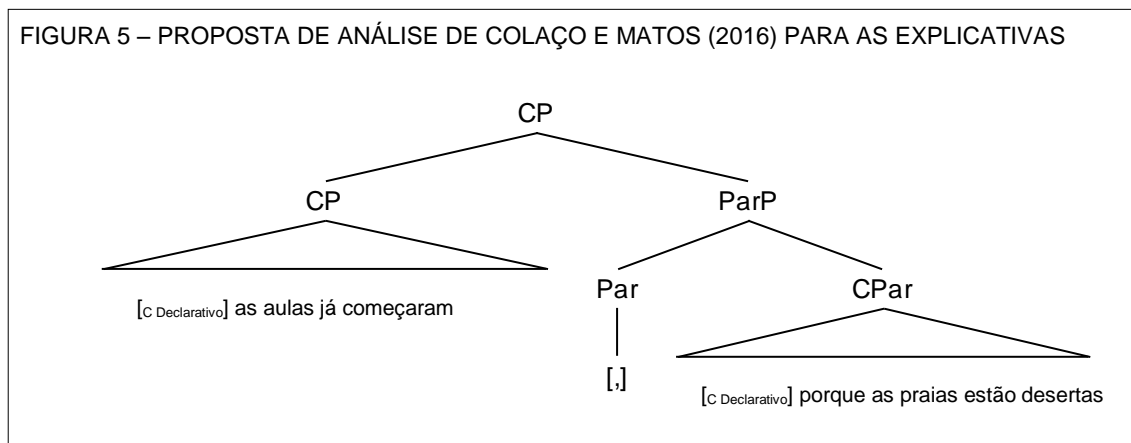 FIGURA 5 – PROPOSTA DE ANÁLISE DE COLAÇO E MATOS (2016) PARA AS EXPLICATIVAS
CP
CP
ParP
Par
CPar
[C Declarativo] as aulas já começaram
[,]
[C Declarativo] porque as praias estão desertas